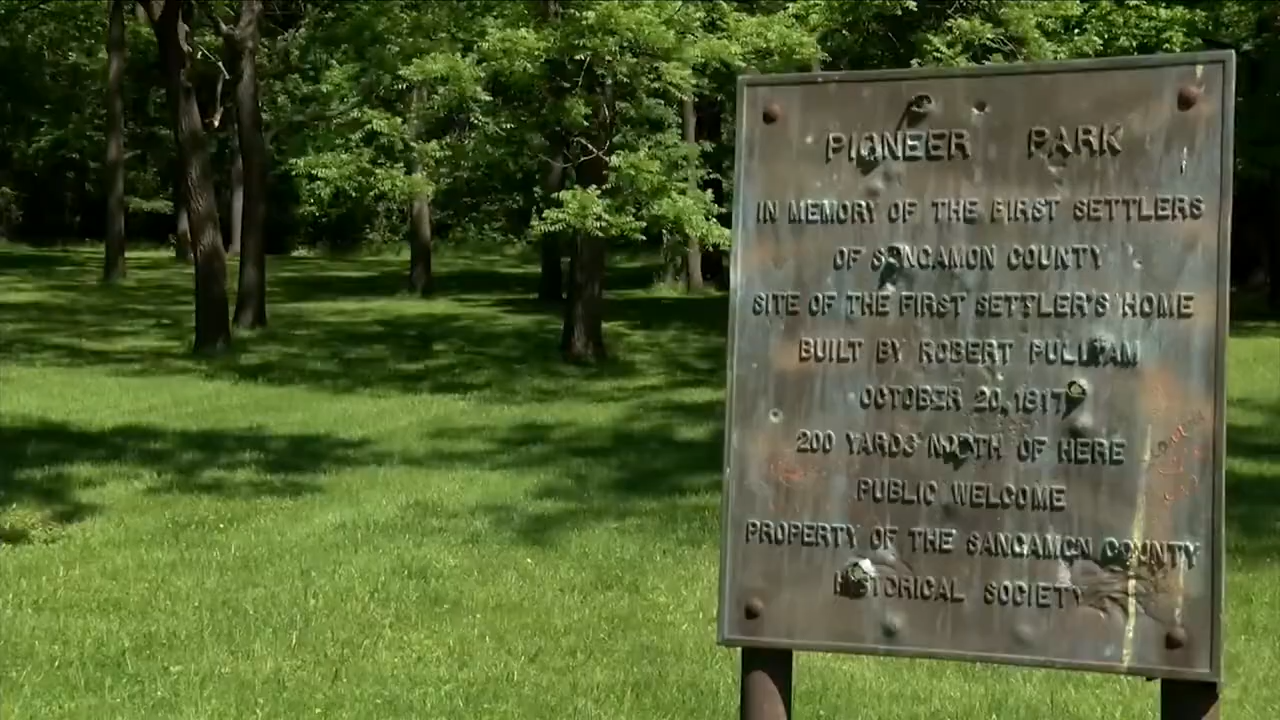 PIONEER PARK
IN MEMORY OF THE FIRST SETTLERS
OF SANGAMON COUNTY
SITE OF THE FIRST SETTLER'S HOME
BUILT BY ROBERT PULLIAM
OCTOBER 20, 1817
200 YARDS NORTH OF HERE
PUBLIC WELCOME
PROPERTY OF THE SANGAMON COUNTY
HISTORICAL SOCIETY